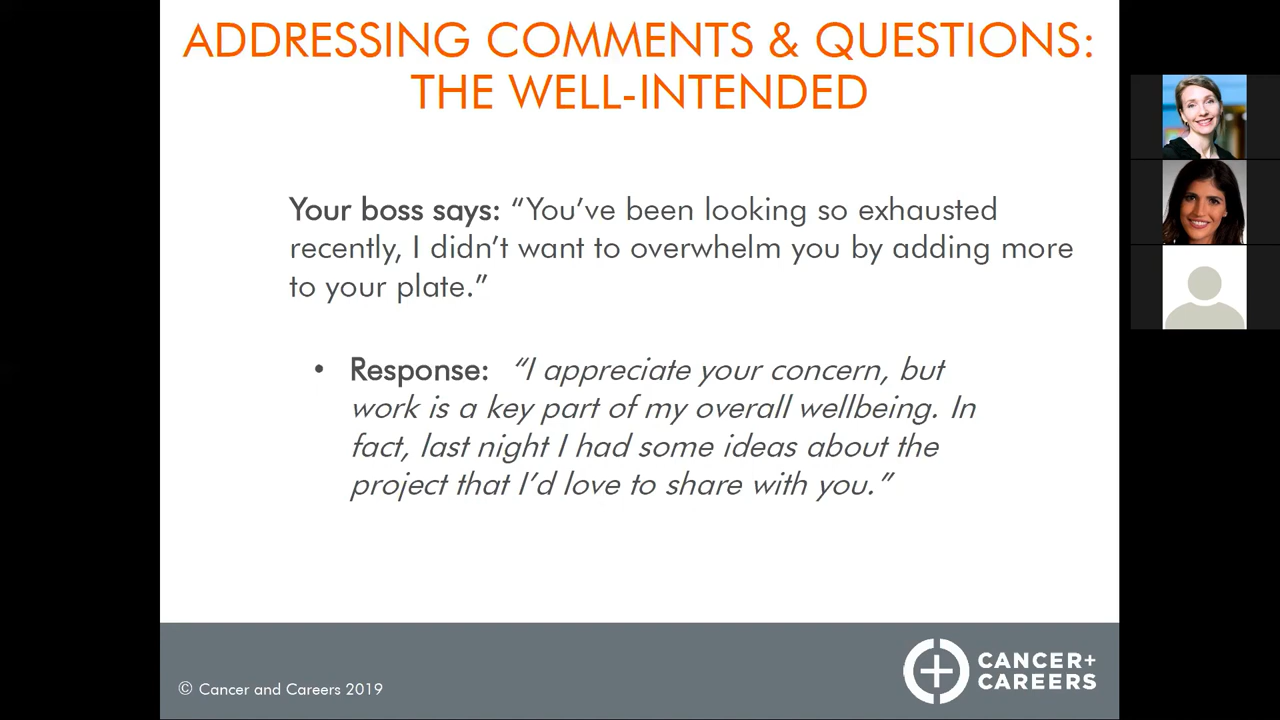 ADDRESSING COMMENTS & QUESTIONS:
THE WELL-INTENDED
Your boss says: “You’ve been looking so exhausted
recently, I didn’t want to overwhelm you by adding more
to your plate.”
• Response: “I appreciate your concern, but
work is a key part of my overall wellbeing. In
fact, last night I had some ideas about the
project that I’d love to share with you.”
© Cancer and Careers 2019
CANCER+
CAREERS